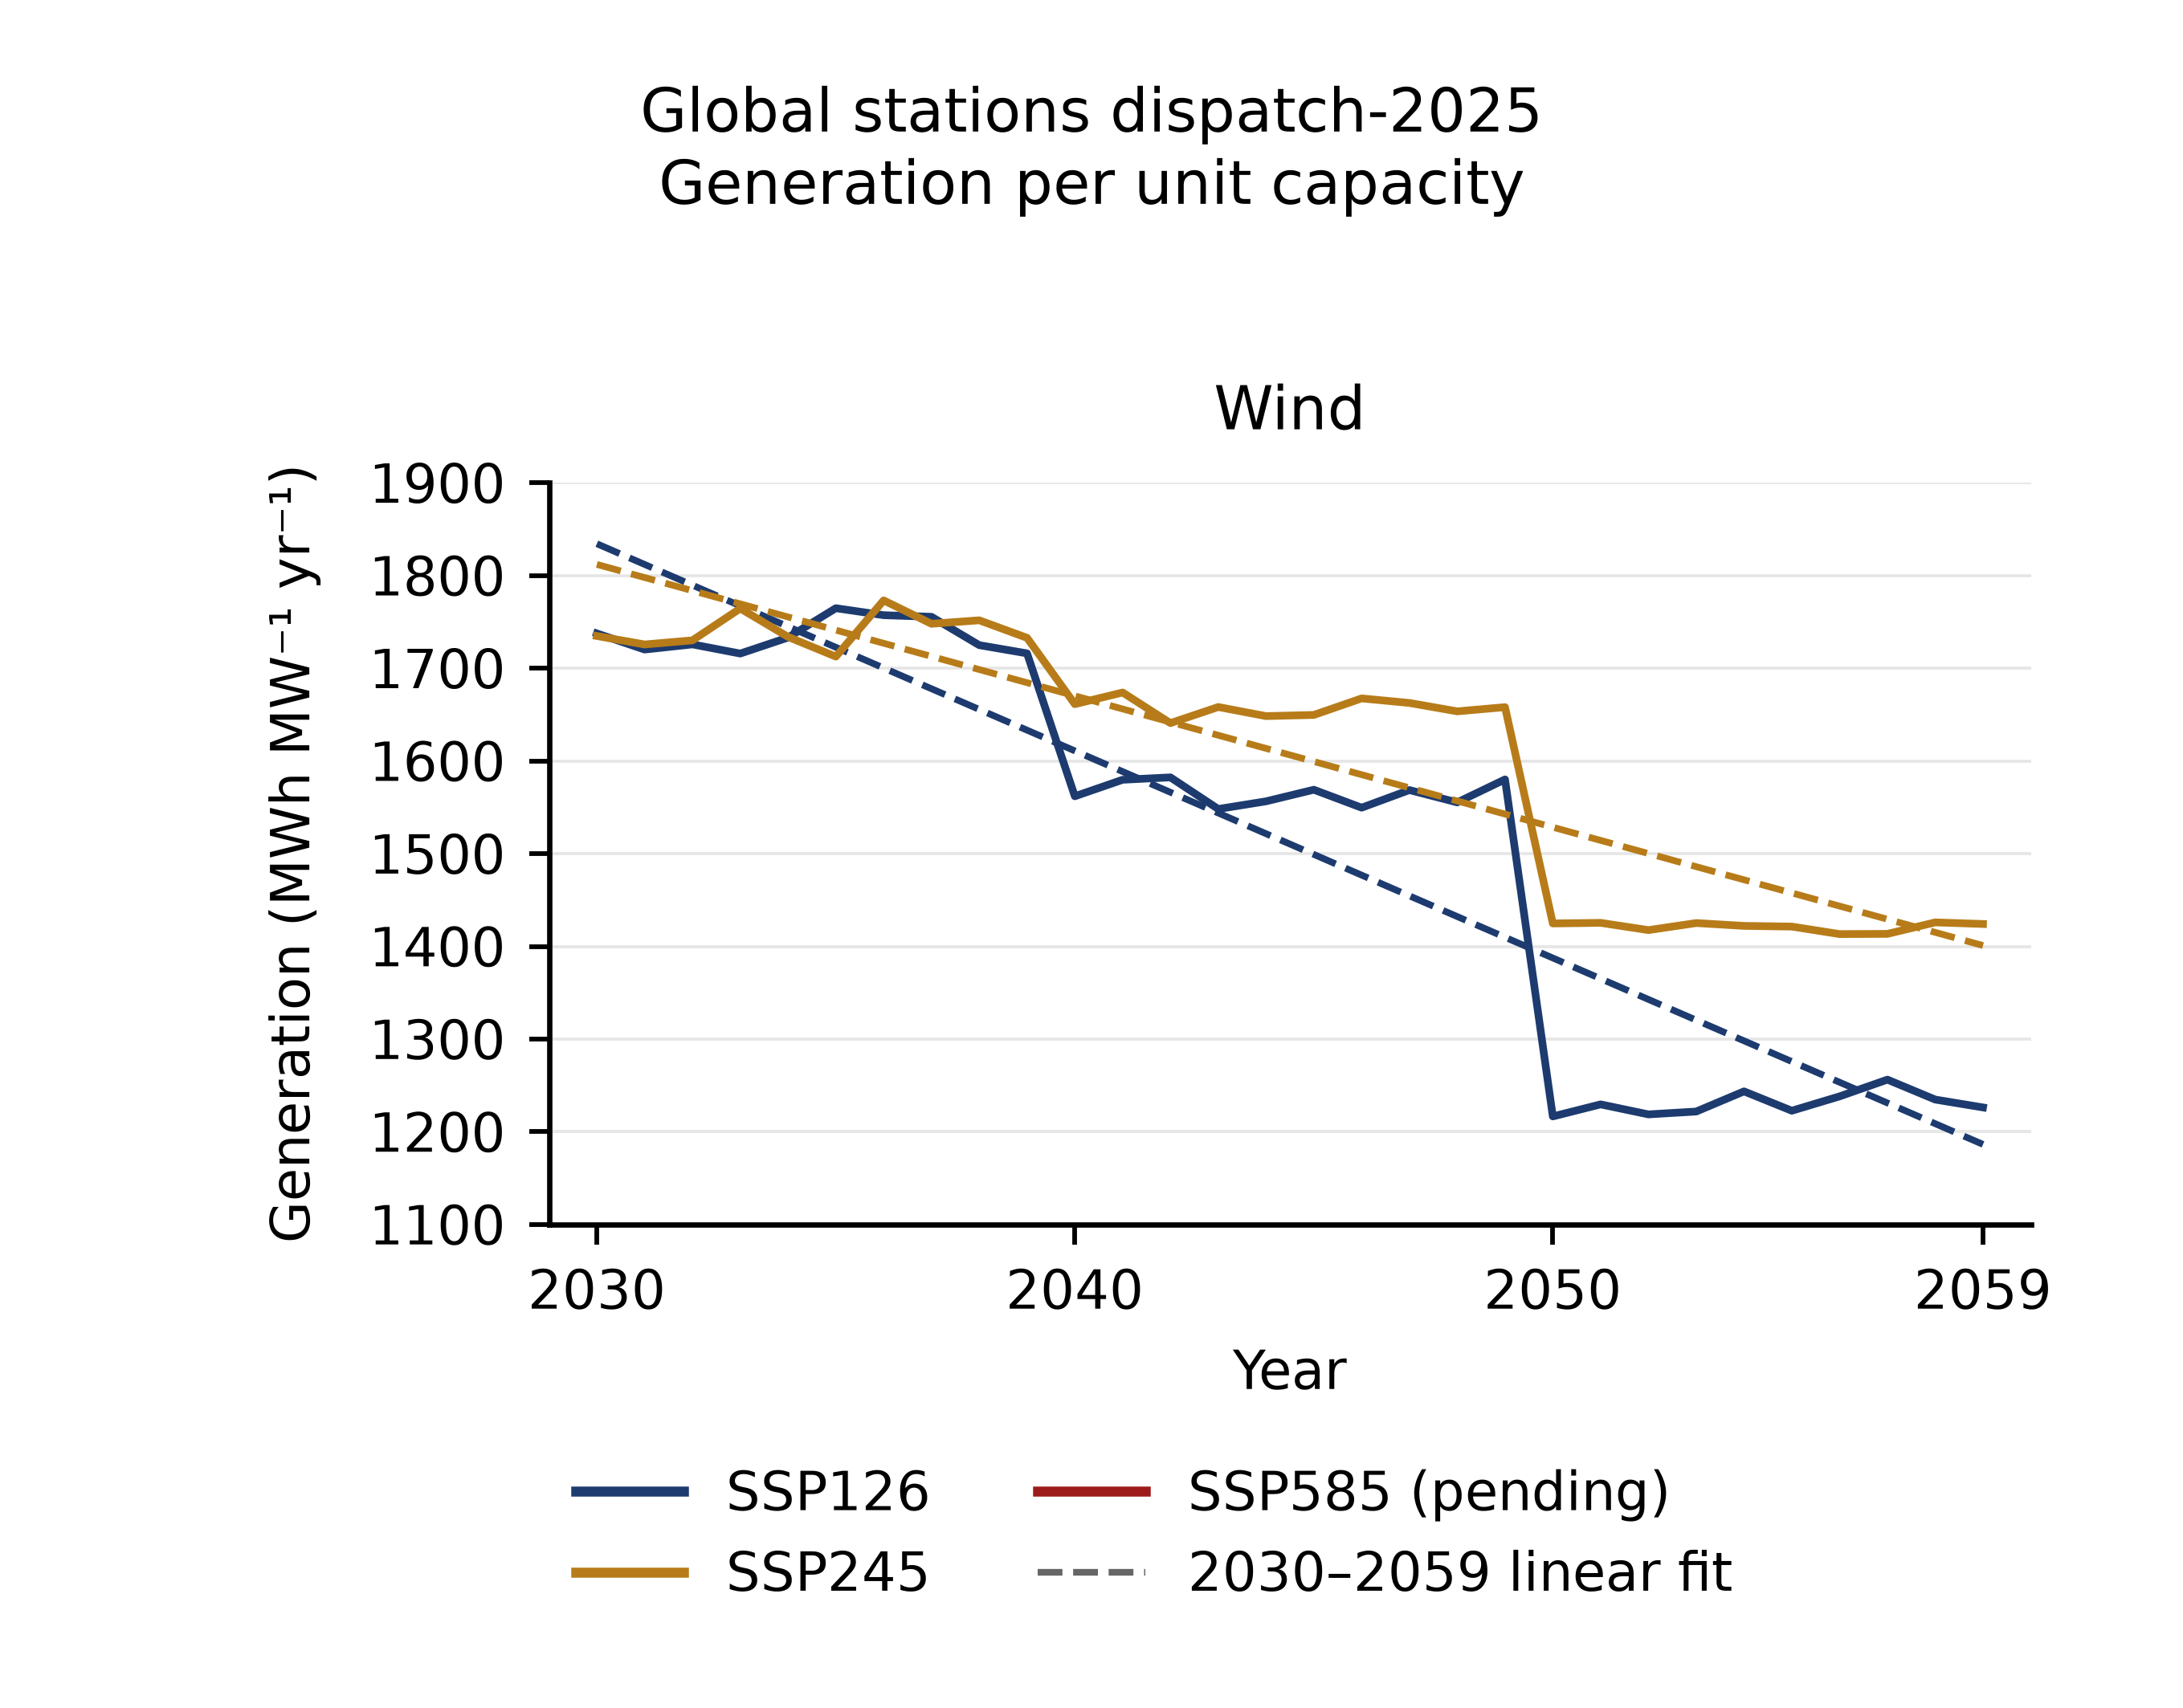 Global stations dispatch-2025
Generation per unit capacity
Wind
Generation (MWh MW⁻¹ yr⁻¹)
1900
1800
1700
1600
1500
1400
1300
1200
1100
2030
2040
2050
2059
Year
SSP126
SSP245
SSP585 (pending)
2030–2059 linear fit